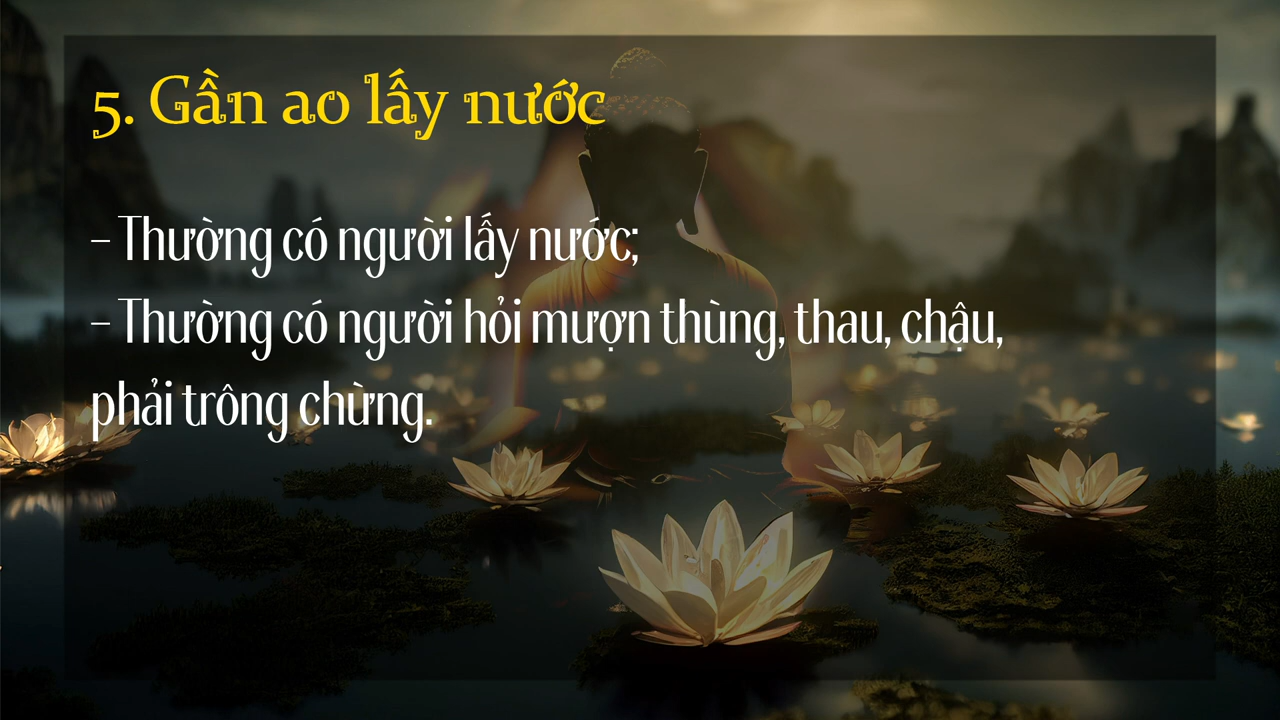 5. Gần ao lấy nước
– Thường có người lấy nước;
– Thường có người hỏi mượn thùng, thau, chậu,
phải trông chừng.